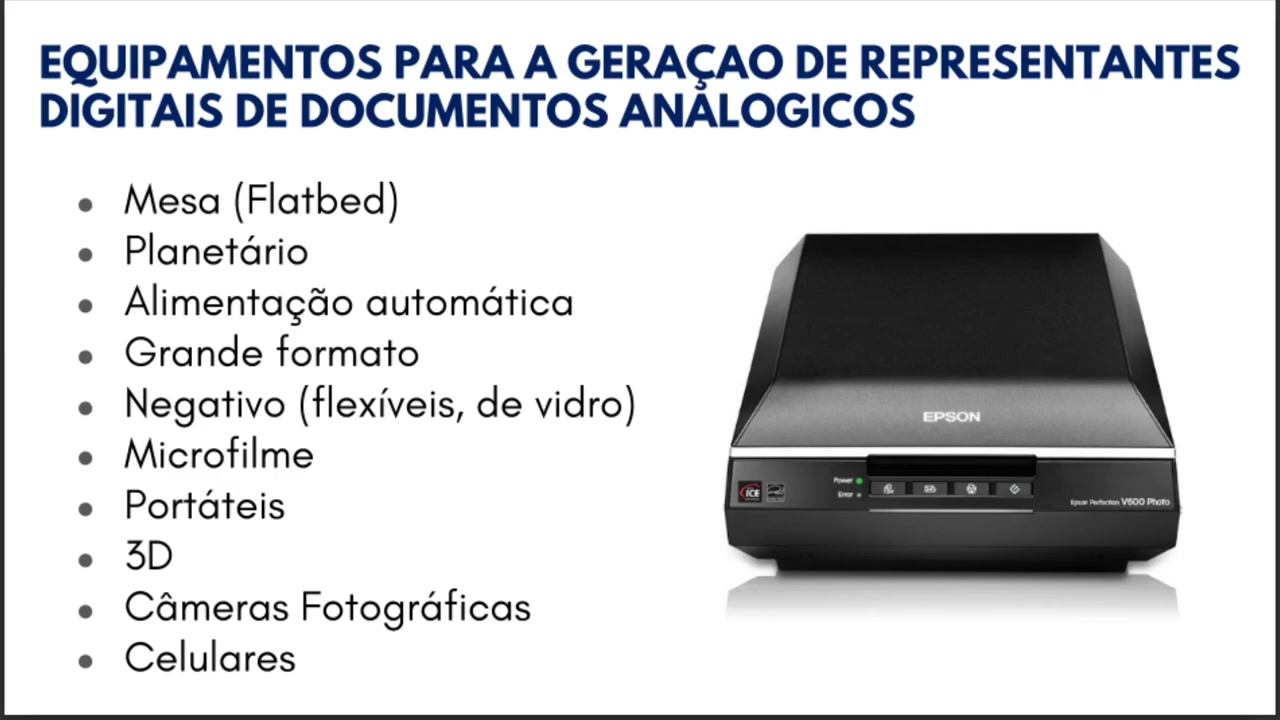 EQUIPAMENTOS PARA A GERAÇAO DE REPRESENTANTES
DIGITAIS DE DOCUMENTOS ANALOGICOS
Mesa (Flatbed)
Planetário
Alimentação automática
Grande formato
Negativo (flexíveis, de vidro)
Microfilme
Portáteis
3D
Câmeras Fotográficas
Celulares
EPSON
Power
Error
ICE
Epson Perfection V600 Photo